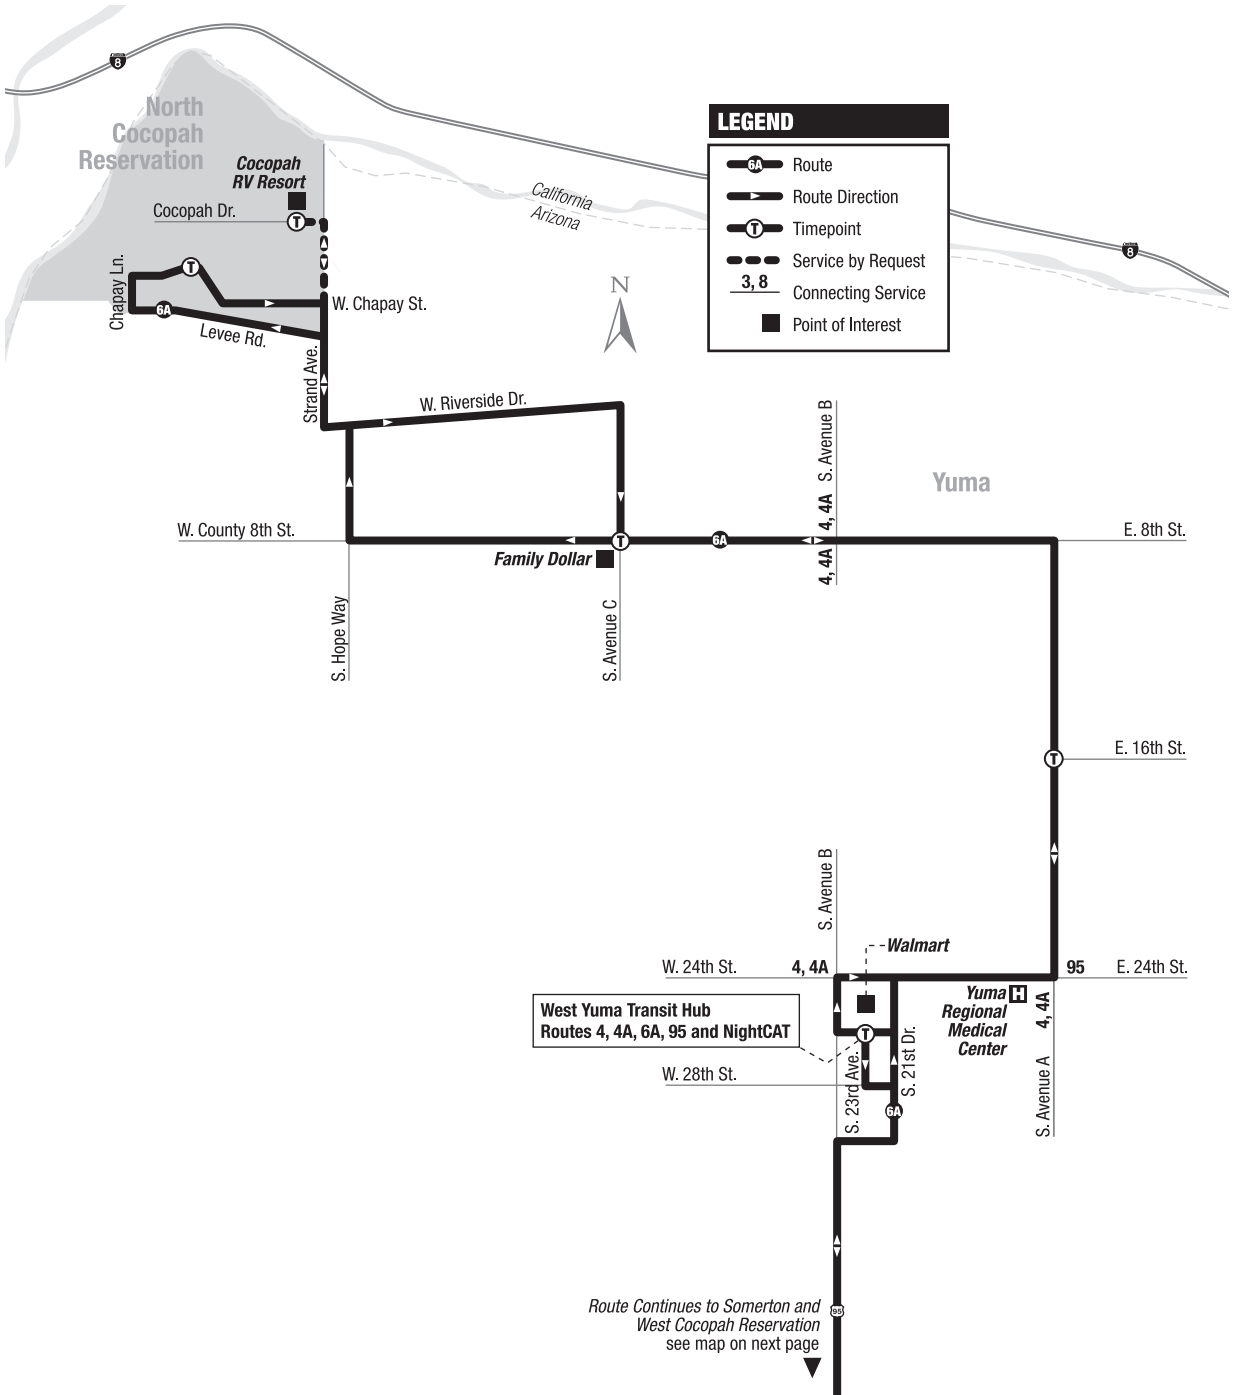 8
North
Cocopah
Reservation
Cocopah
RV Resort
Cocopah Dr.
T
California
Arizona
LEGEND
6A Route
Route Direction
T Timepoint
Service by Request
3, 8
Connecting Service
Point of Interest
8
Chapay Ln.
T
6A
W. Chapay St.
Levee Rd.
Strand Ave.
N
W. Riverside Dr.
S. Avenue B
4, 4A
Yuma
W. County 8th St.
T
6A
E. 8th St.
Family Dollar
4, 4A
S. Hope Way
S. Avenue C
T
E. 16th St.
S. Avenue B
Walmart
W. 24th St.
4, 4A
95
E. 24th St.
Yuma
Regional
Medical
Center
H
4, 4A
S. Avenue A
West Yuma Transit Hub
Routes 4, 4A, 6A, 95 and NightCAT
T
W. 28th St.
S. 23rd Ave.
S. 21st Dr.
6A
Route Continues to Somerton and
West Cocopah Reservation
see map on next page
95